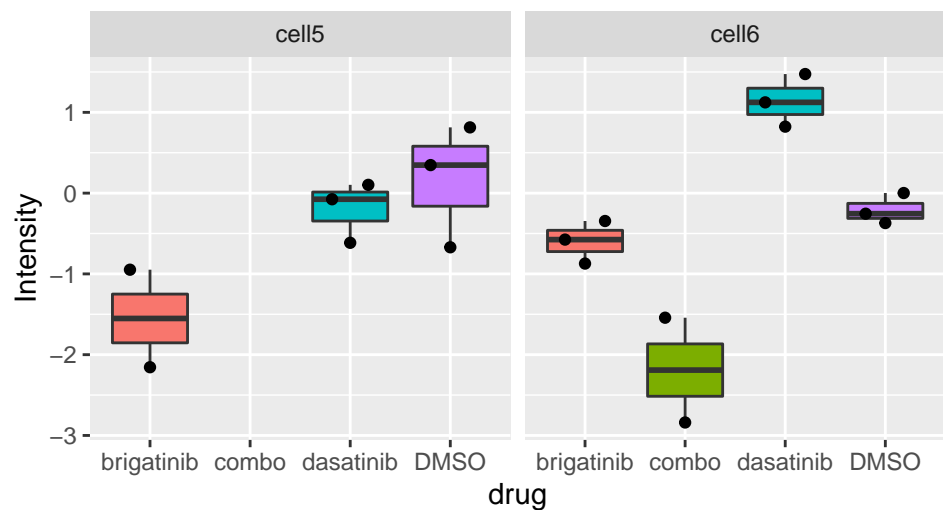 cell5 cell6
Intensity
1
0
−1
−2
−3
brigatinib combo dasatinib DMSO brigatinib combo dasatinib DMSO
drug